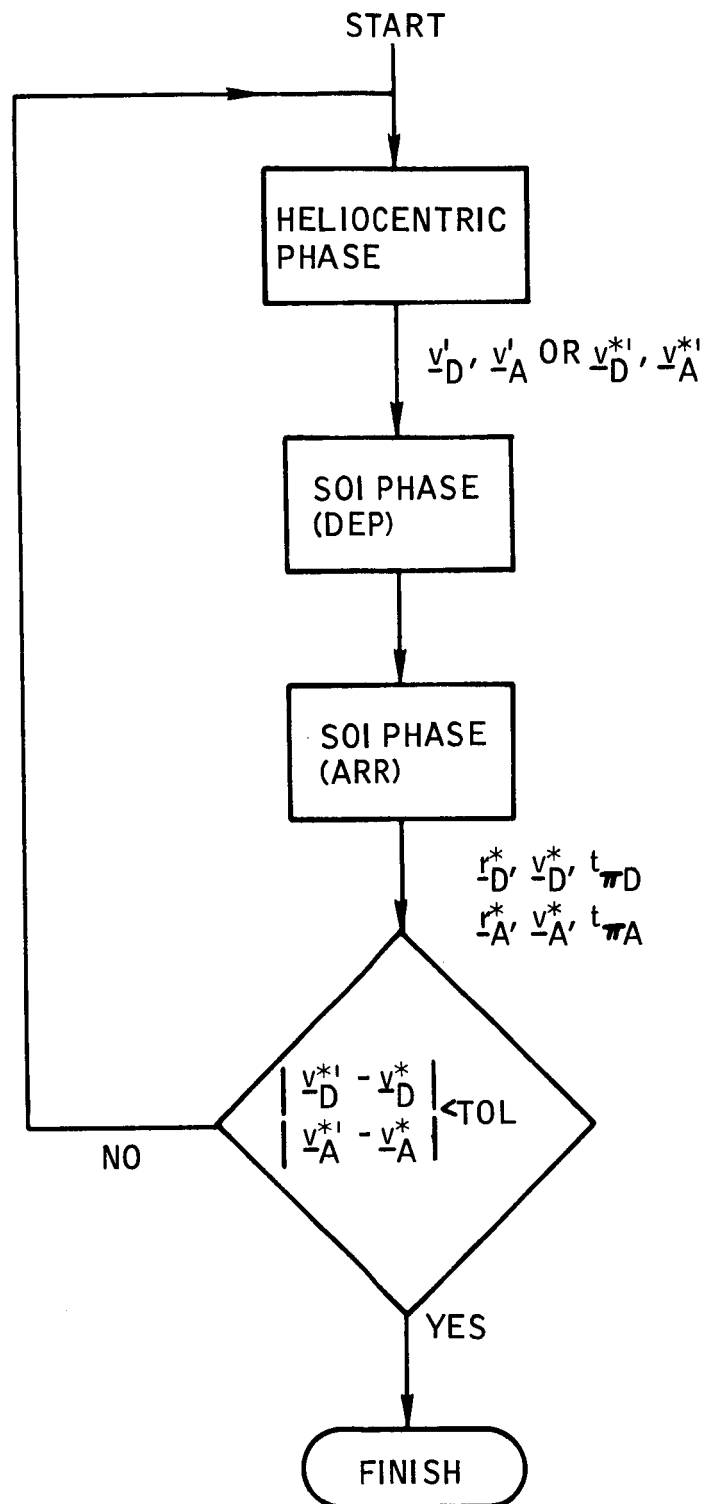 START
HELIOCENTRIC
PHASE
v'D, v'A OR v*'D, v*'A
SOI PHASE
(DEP)
SOI PHASE
(ARR)
r*D, v*D, tπD
r*A, v*A, tπA
| v*'D - v*D |
<TOL
| v*'A - v*A |
NO
YES
FINISH